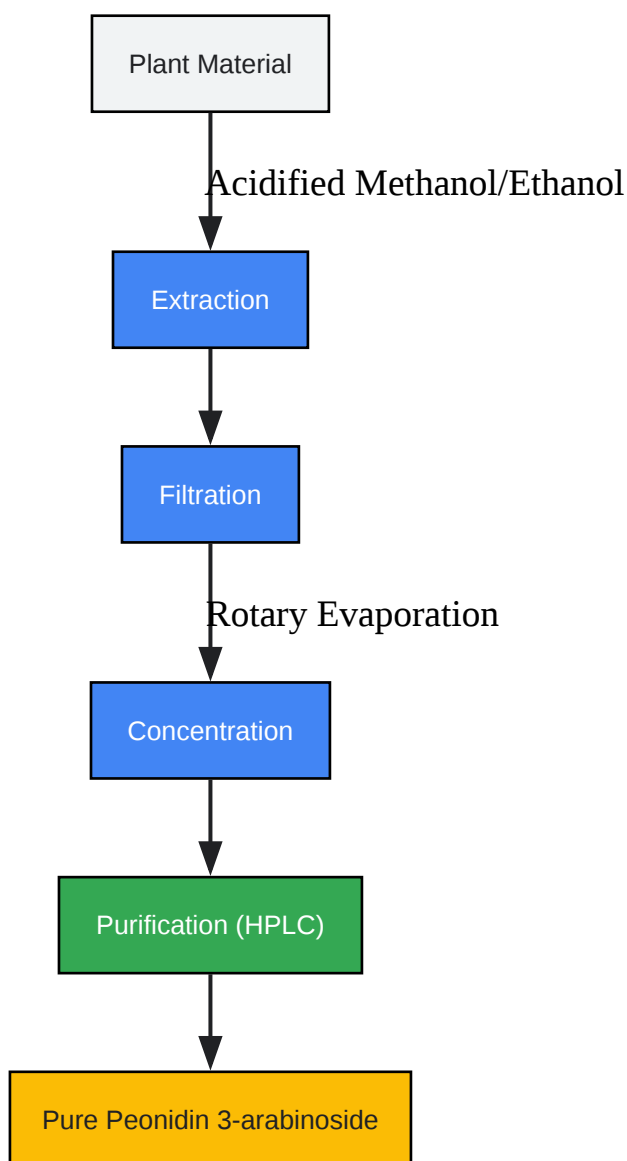 Plant Material
Acidified Methanol/Ethanol
Extraction
Filtration
Rotary Evaporation
Concentration
Purification (HPLC)
Pure Peonidin 3-arabinoside